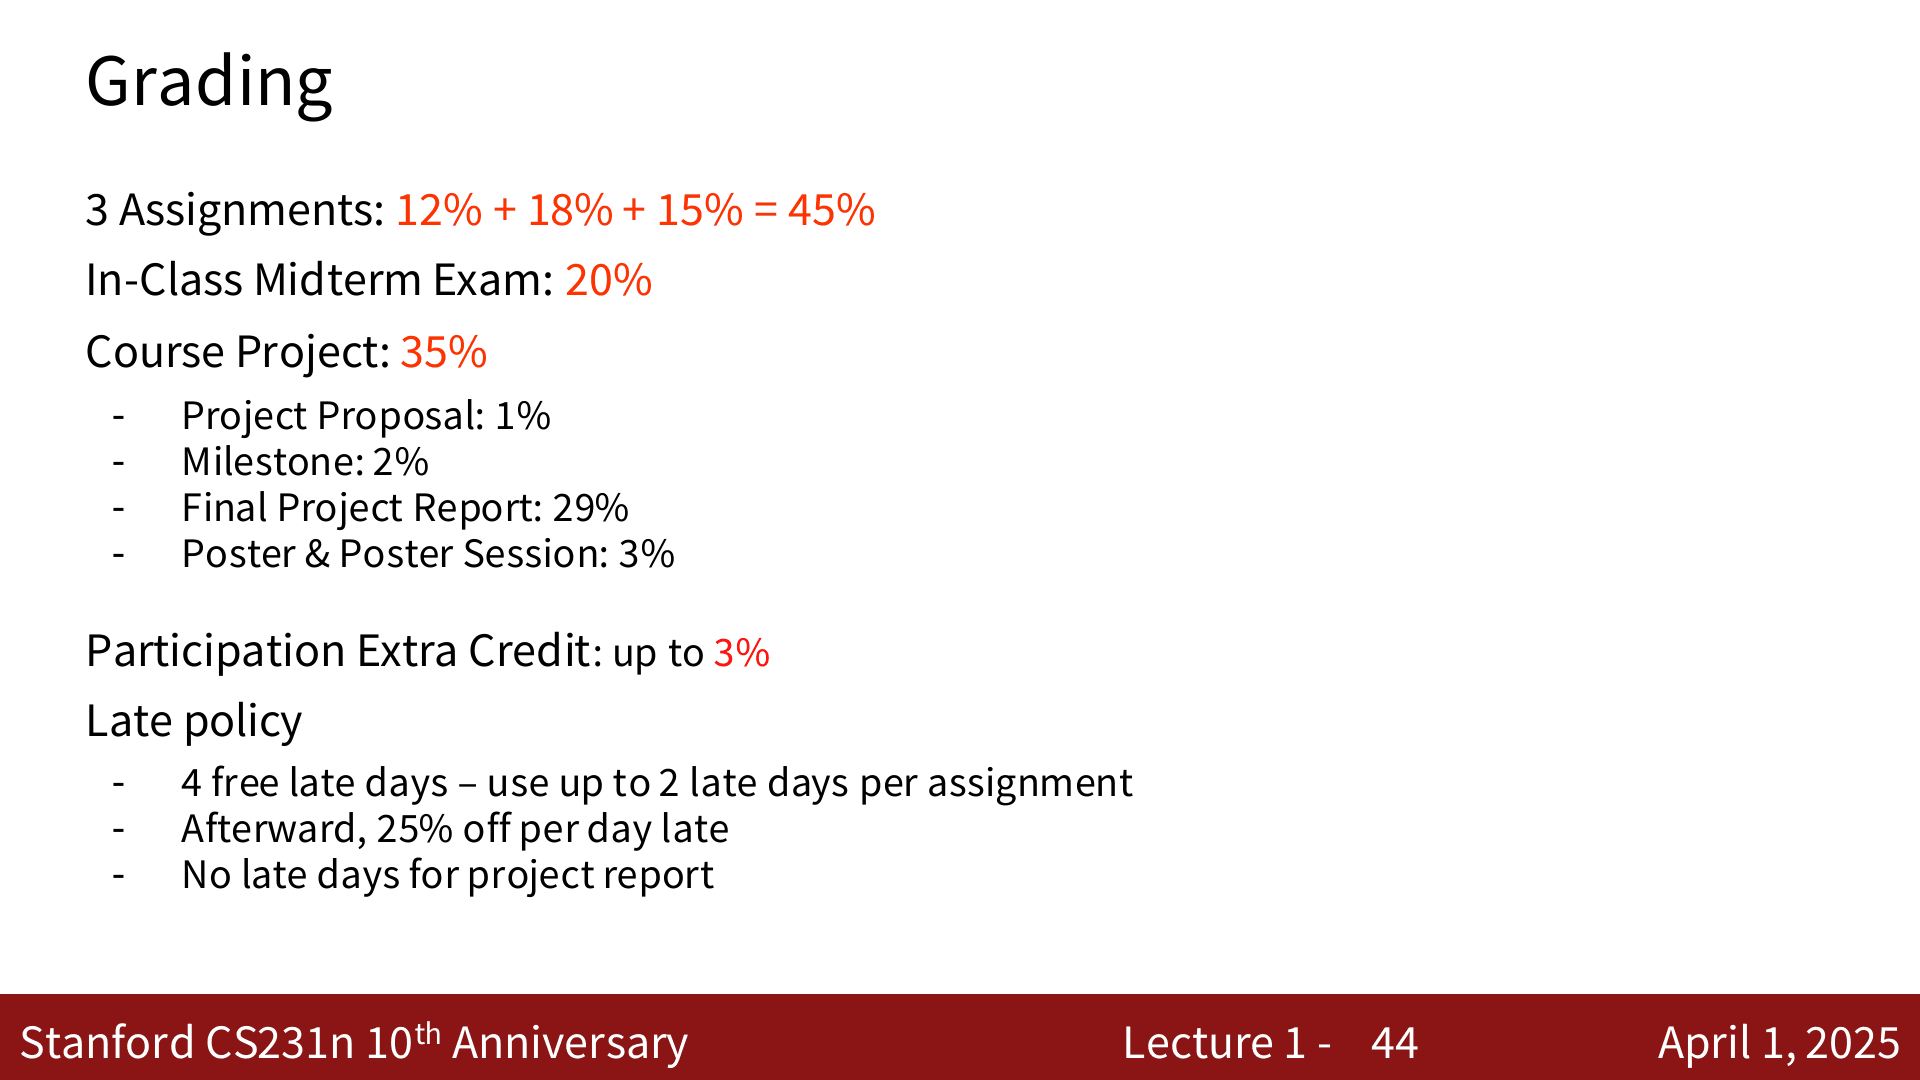 Grading
3 Assignments: 12% + 18% + 15% = 45%
In-Class Midterm Exam: 20%
Course Project: 35%
- Project Proposal: 1%
- Milestone: 2%
- Final Project Report: 29%
- Poster & Poster Session: 3%
Participation Extra Credit: up to 3%
Late policy
- 4 free late days – use up to 2 late days per assignment
- Afterward, 25% off per day late
- No late days for project report
Stanford CS231n 10th Anniversary Lecture 1 - 44 April 1, 2025